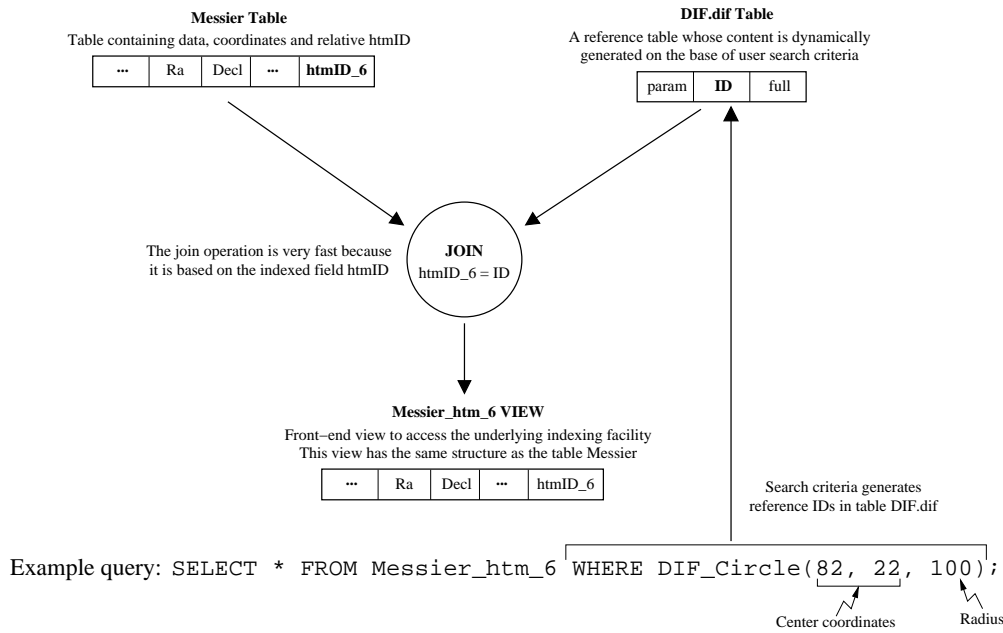 Messier Table
Table containing data, coordinates and relative htmID
... Ra Decl ... htmID_6
DIF.dif Table
A reference table whose content is dynamically
generated on the base of user search criteria
param ID full
The join operation is very fast because
it is based on the indexed field htmID
JOIN
htmID_6 = ID
Messier_htm_6 VIEW
Front−end view to access the underlying indexing facility
This view has the same structure as the table Messier
... Ra Decl ... htmID_6
Search criteria generates
reference IDs in table DIF.dif
Example query: SELECT * FROM Messier_htm_6 WHERE DIF_Circle(82, 22, 100);
Center coordinates
Radius